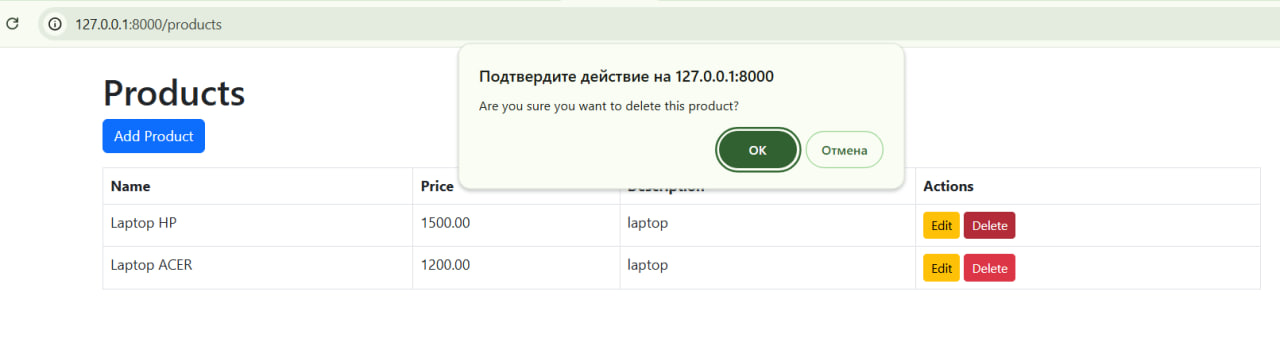 127.0.0.1:8000/products
Подтвердите действие на 127.0.0.1:8000
Are you sure you want to delete this product?
ОК Отмена
Products
Add Product
Name Price Description Actions
Laptop HP 1500.00 laptop Edit Delete
Laptop ACER 1200.00 laptop Edit Delete